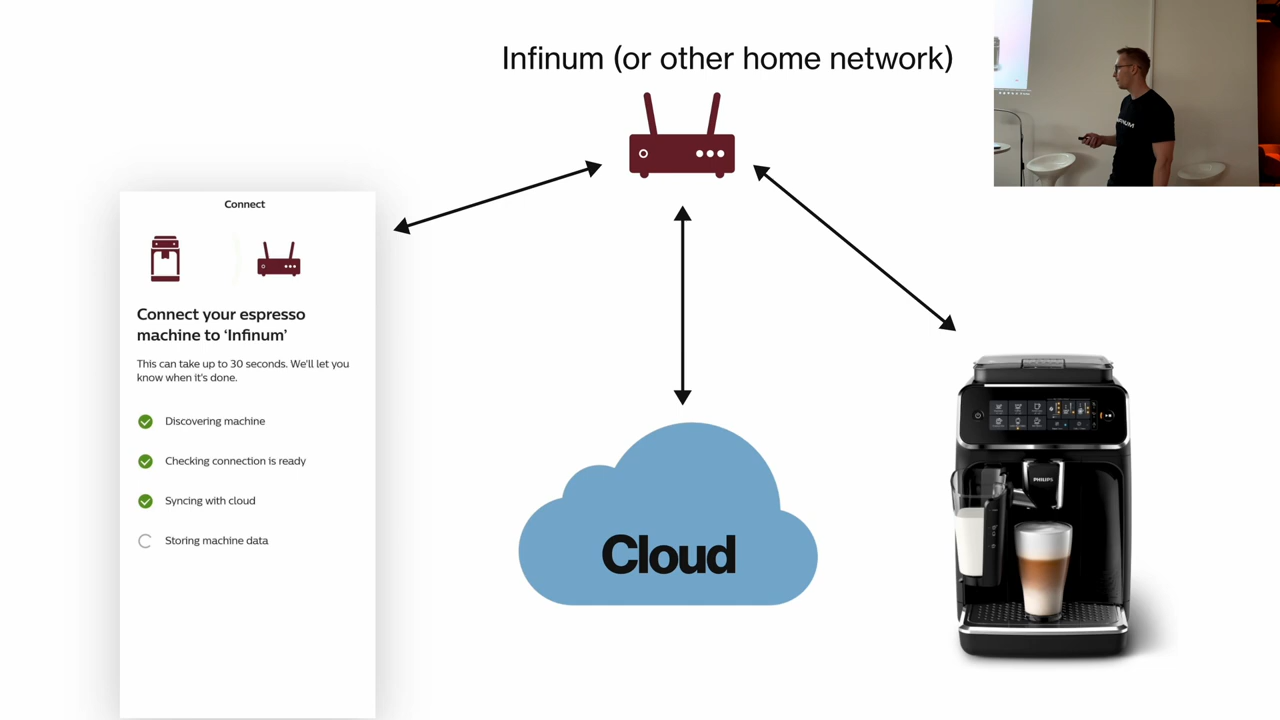 Infinum (or other home network)
Connect
Connect your espresso
machine to ‘Infinum’
This can take up to 30 seconds. We'll let you
know when it's done.
Discovering machine
Checking connection is ready
Syncing with cloud
Storing machine data
Cloud
PHILIPS